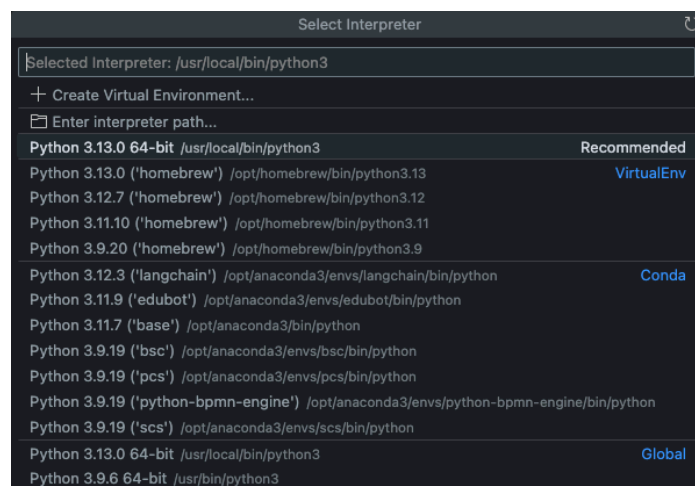 Select Interpreter
Selected Interpreter: /usr/local/bin/python3
+ Create Virtual Environment...
Enter interpreter path...
Python 3.13.0 64-bit /usr/local/bin/python3 Recommended
Python 3.13.0 ('homebrew') /opt/homebrew/bin/python3.13 VirtualEnv
Python 3.12.7 ('homebrew') /opt/homebrew/bin/python3.12
Python 3.11.10 ('homebrew') /opt/homebrew/bin/python3.11
Python 3.9.20 ('homebrew') /opt/homebrew/bin/python3.9
Python 3.12.3 ('langchain') /opt/anaconda3/envs/langchain/bin/python Conda
Python 3.11.9 ('edubot') /opt/anaconda3/envs/edubot/bin/python
Python 3.11.7 ('base') /opt/anaconda3/bin/python
Python 3.9.19 ('bsc') /opt/anaconda3/envs/bsc/bin/python
Python 3.9.19 ('pcs') /opt/anaconda3/envs/pcs/bin/python
Python 3.9.19 ('python-bpmn-engine') /opt/anaconda3/envs/python-bpmn-engine/bin/python
Python 3.9.19 ('scs') /opt/anaconda3/envs/scs/bin/python
Python 3.13.0 64-bit /usr/local/bin/python3 Global
Python 3.9.6 64-bit /usr/bin/python3